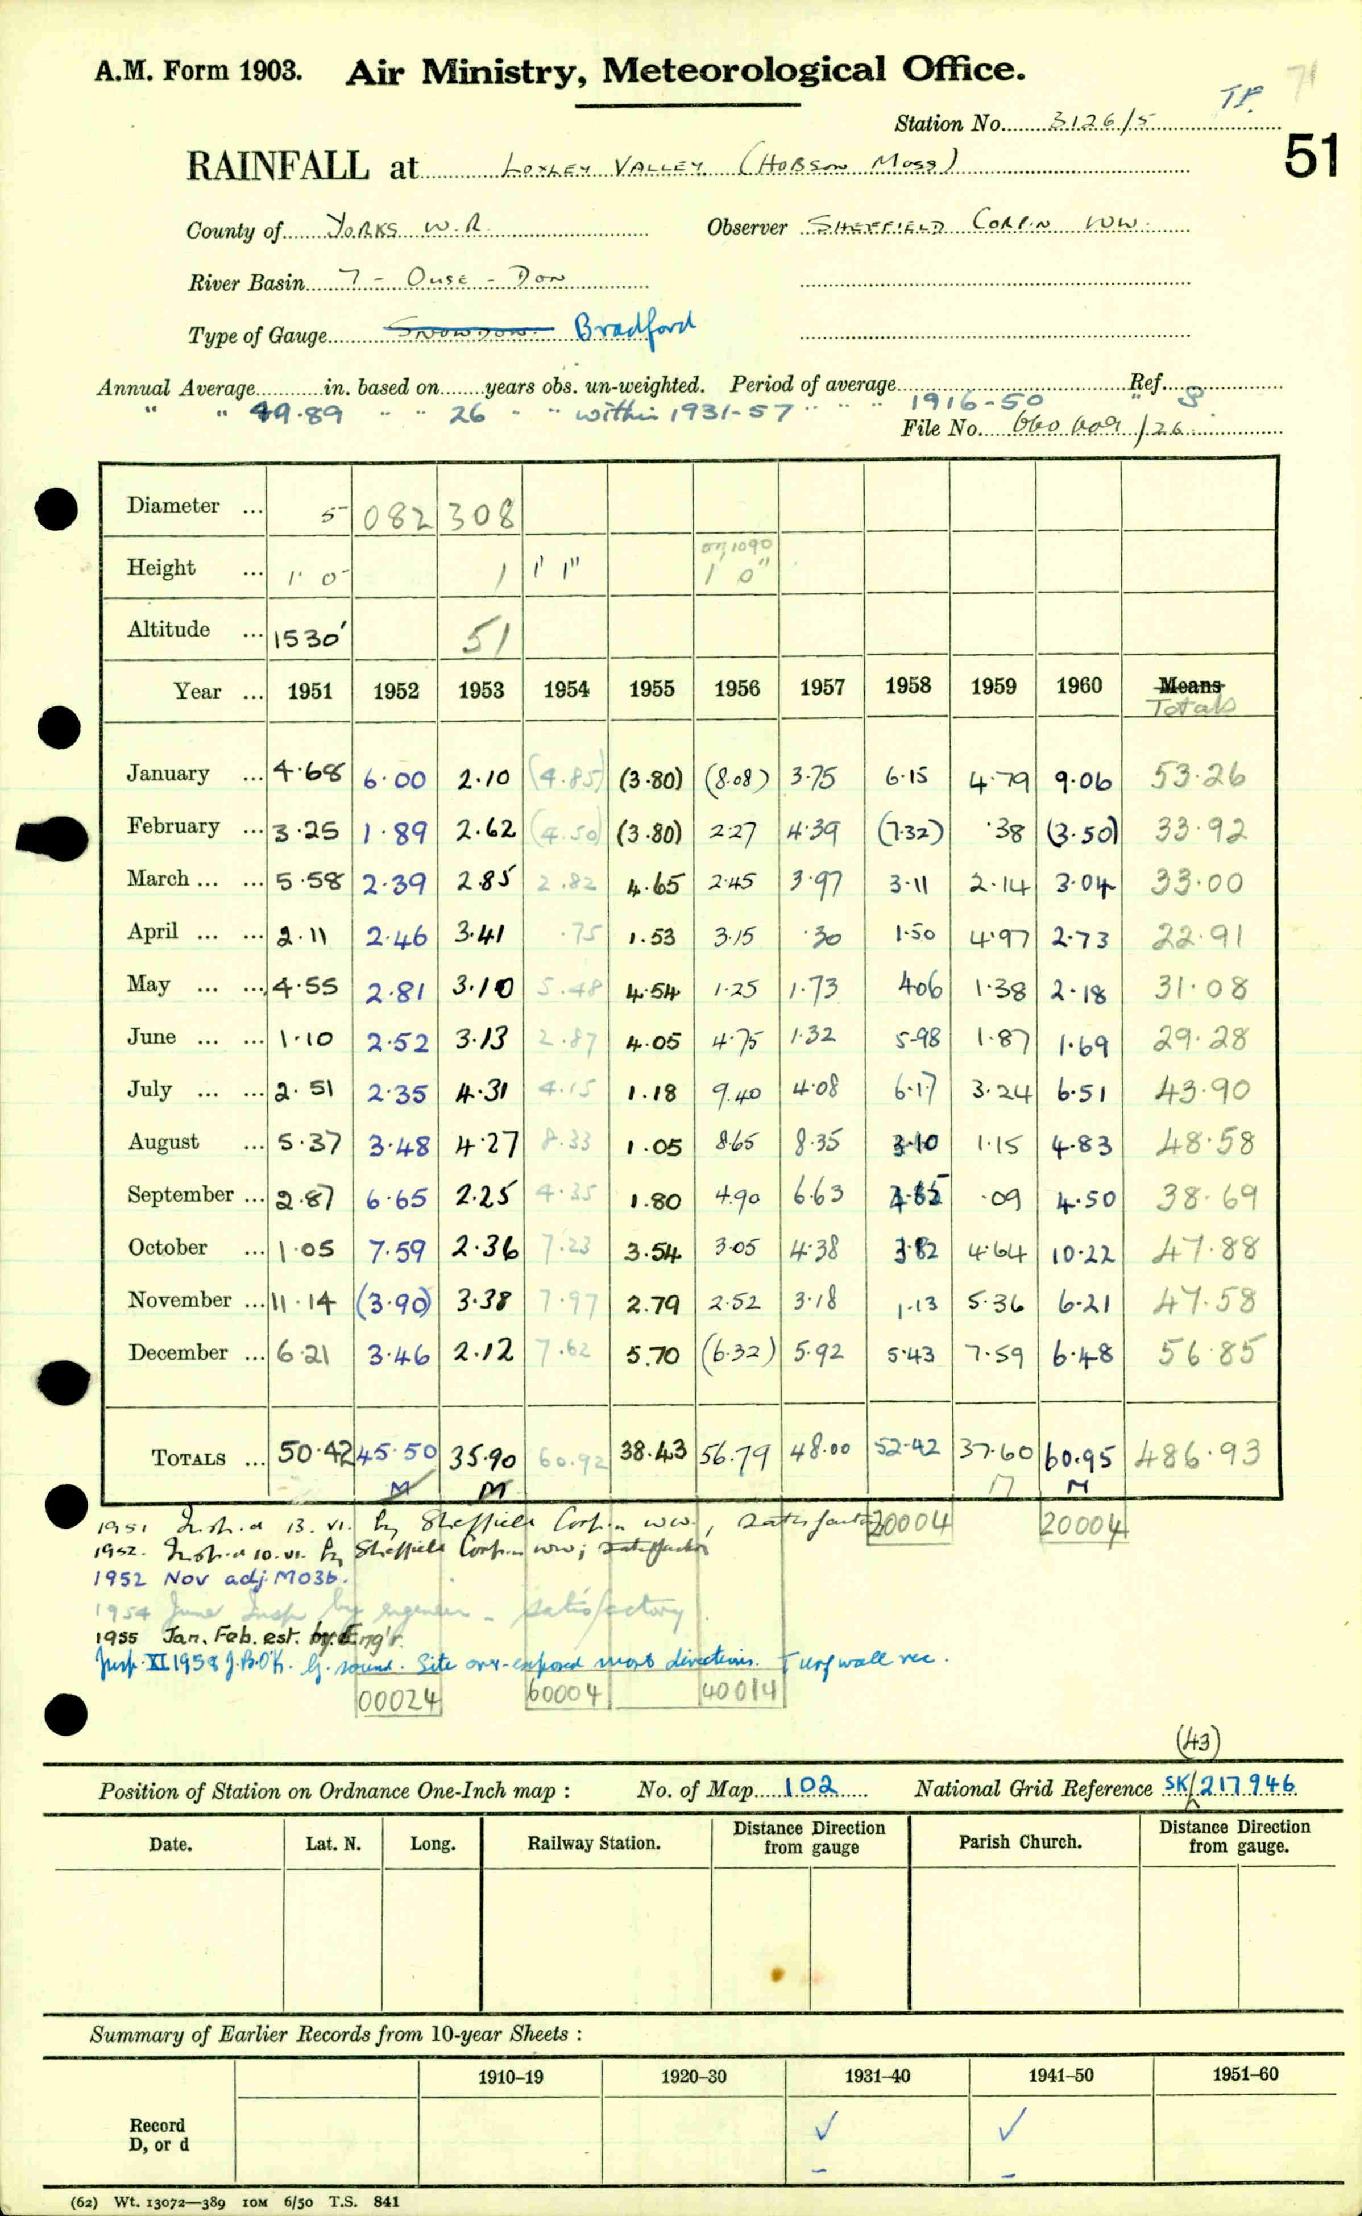 A.M. Form 1903. Air Ministry, Meteorological Office.
71
T.P.
Station No. 3126/5
51
RAINFALL at LOXLEY VALLEY (HOBSON MOSS)
County of YORKS W.R. Observer SHEFFIELD CORP.N WW.
River Basin 7 - OUSE - DON
Type of Gauge SNOWDON Bradford
Annual Average in. based on years obs. un-weighted. Period of average 1916-50 Ref. S
" " 49.89 " " 26 " " within 1931-57 " " " "
File No. /26
Diameter ... 5 082 308
Height ... 1' 0" 1 1' 1" 1' 0"
Altitude ... 1530' 51
Year ... 1951 1952 1953 1954 1955 1956 1957 1958 1959 1960 Means
Totals
January ... 4.68 6.00 2.10 (4.85) (3.80) (8.08) 3.75 6.15 4.79 9.06 53.26
February ... 3.25 1.89 2.62 (4.50) (3.80) 2.27 4.39 (7.32) .38 (3.50) 33.92
March ... ... 5.58 2.39 2.85 2.82 4.65 2.45 3.97 3.11 2.14 3.04 33.00
April ... ... 2.11 2.46 3.41 .75 1.53 3.15 .30 1.50 4.97 2.73 22.91
May ... ... 4.55 2.81 3.10 5.48 4.54 1.25 1.73 4.06 1.38 2.18 31.08
June ... ... 1.10 2.52 3.13 2.87 4.05 4.75 1.32 5.98 1.87 1.69 29.28
July ... ... 2.51 2.35 4.31 4.15 1.18 9.40 4.08 6.17 3.24 6.51 43.90
August ... 5.37 3.48 4.27 8.33 1.05 8.65 8.35 3.10 1.15 4.83 48.58
September ... 2.87 6.65 2.25 4.35 1.80 4.90 6.63 .09 4.50 38.69
October ... 1.05 7.59 2.36 7.23 3.54 3.05 4.38 3.82 4.64 10.22 47.88
November ... 11.14 (3.90) 3.38 7.97 2.79 2.52 3.18 1.13 5.36 6.21 47.58
December ... 6.21 3.46 2.12 7.62 5.70 (6.32) 5.92 5.43 7.59 6.48 56.85
TOTALS ... 50.42 45.50 35.90 60.92 38.43 56.79 48.00 52.42 37.60 60.95 486.93
M M M
1951 Insp.d 13.VI. by Sheffield Corp.n WW., Satisfactory 20004 20004
1952. Insp.d 10.VI. by Sheffield Corp.n WW; satisfactory
1952 Nov adj. MO3b.
1954 June Insp by engineer - satisfactory.
1955 Jan. Feb. est. by Eng'r.
Insp. XI 1958 J.B.O'K. G. sound. Site over-exposed most directions. Turf wall rec.
00024 60004 40014
(43)
Position of Station on Ordnance One-Inch map : No. of Map 102 National Grid Reference SK/217946
Date. Lat. N. Long. Railway Station. Distance Direction from gauge Parish Church. Distance Direction from gauge.
Summary of Earlier Records from 10-year Sheets :
1910–19 1920–30 1931–40 1941–50 1951–60
Record
D, or d ✓ ✓
– –
(62) Wt. 13072—389 10M 6/50 T.S. 841